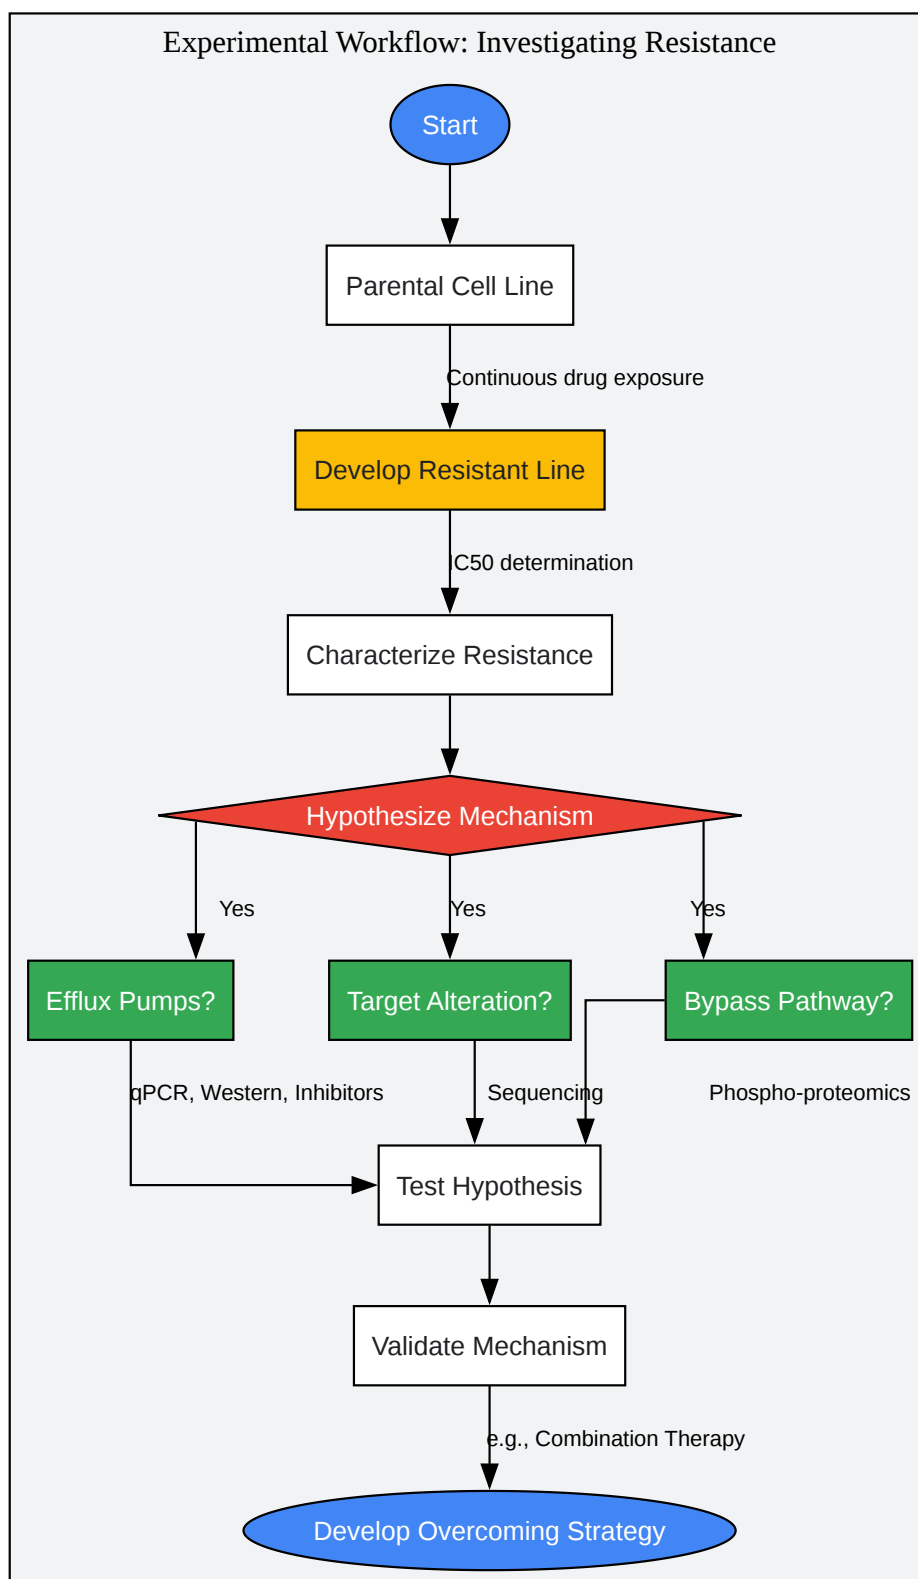 Experimental Workflow: Investigating Resistance
Start
Parental Cell Line
Continuous drug exposure
Develop Resistant Line
IC50 determination
Characterize Resistance
Hypothesize Mechanism
Yes
Yes
Yes
Efflux Pumps?
Target Alteration?
Bypass Pathway?
qPCR, Western, Inhibitors
Sequencing
Phospho-proteomics
Test Hypothesis
Validate Mechanism
e.g., Combination Therapy
Develop Overcoming Strategy